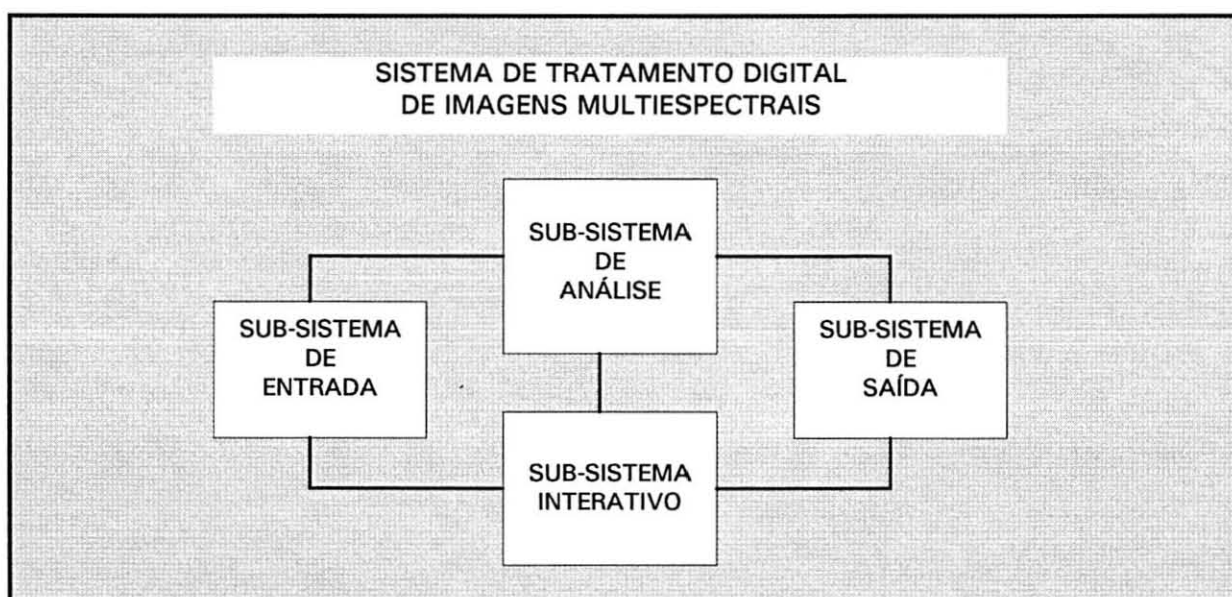 SISTEMA DE TRATAMENTO DIGITAL
DE IMAGENS MULTIESPECTRAIS
SUB-SISTEMA
DE
ANÁLISE
SUB-SISTEMA
DE
ENTRADA
SUB-SISTEMA
DE
SAÍDA
SUB-SISTEMA
INTERATIVO